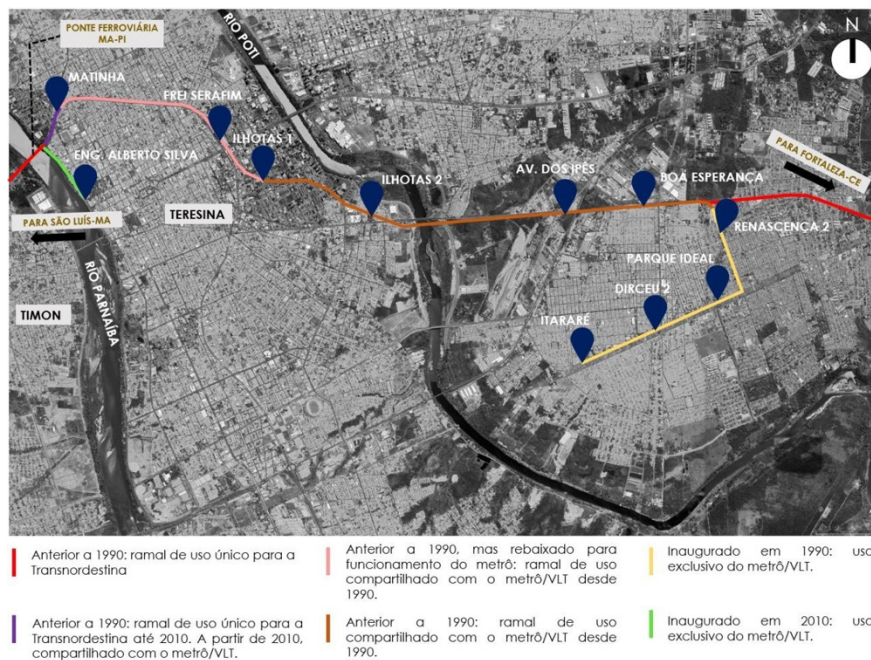 PONTE FERROVIÁRIA
MA-PI
RIO POTI
N
MATINHA
FREI SERAFIM
ILHOTAS 1
ENG. ALBERTO SILVA
ILHOTAS 2
AV. DOS IPÊS
BOA ESPERANÇA
PARA FORTALEZA-CE
PARA SÃO LUÍS-MA
TERESINA
RENASCENÇA 2
PARQUE IDEAL
DIRCEU 2
ITARARÉ
TIMON
RIO PARNAÍBA
Anterior a 1990: ramal de uso único para a
Transnordestina
Anterior a 1990, mas rebaixado para
funcionamento do metrô: ramal de uso
compartilhado com o metrô/VLT desde
1990.
Inaugurado em 1990: uso
exclusivo do metrô/VLT.
Anterior a 1990: ramal de uso único para a
Transnordestina até 2010. A partir de 2010,
compartilhado com o metrô/VLT.
Anterior a 1990: ramal de uso
compartilhado com o metrô/VLT desde
1990.
Inaugurado em 2010: uso
exclusivo do metrô/VLT.